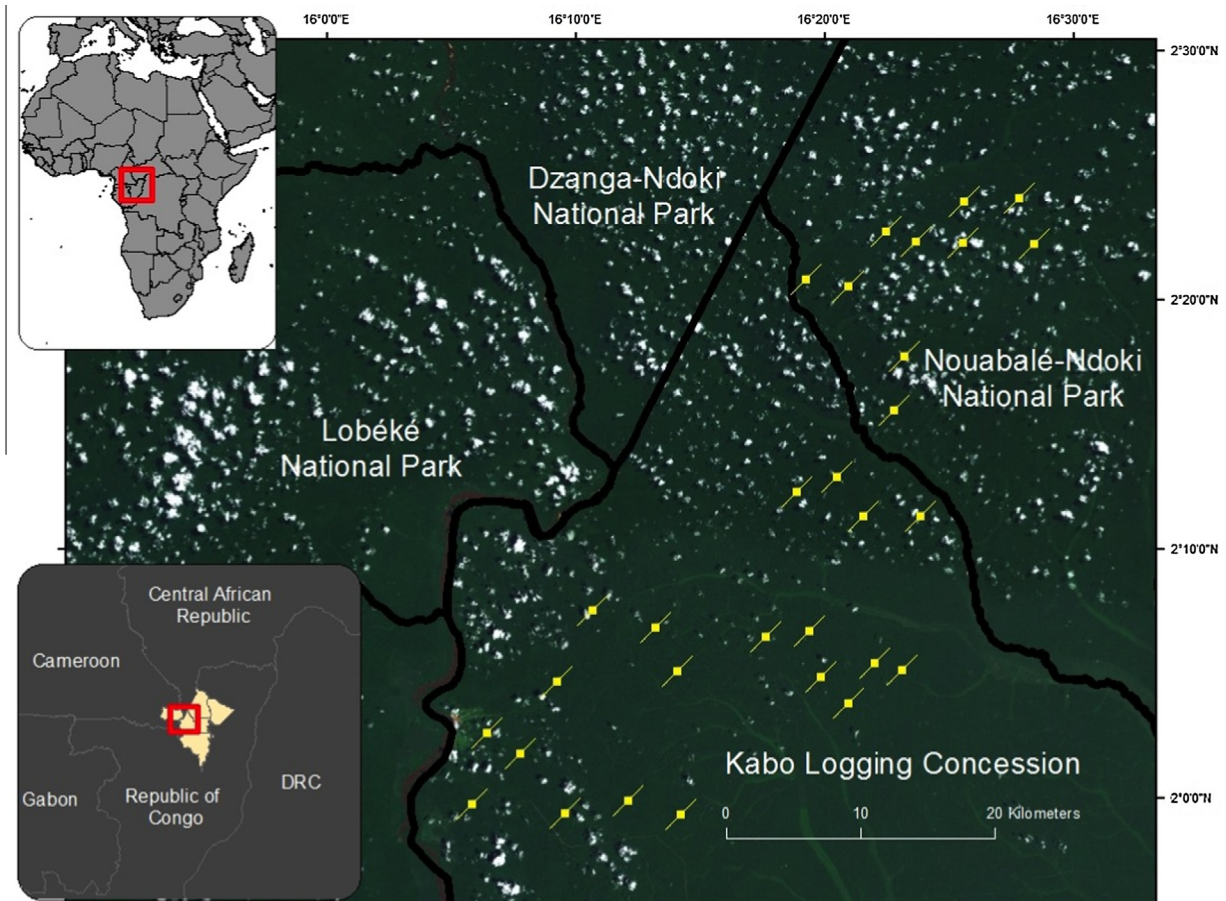 16°0'0"E
16°10'0"E
16°20'0"E
16°30'0"E
2°30'0"N
2°20'0"N
2°10'0"N
2°0'0"N
Dzanga-Ndoki
National Park
Nouabalé-Ndoki
National Park
Lobéké
National Park
Kabo Logging Concession
0
10
20 Kilometers
Central African
Republic
Cameroon
Gabon
Republic of
Congo
DRC